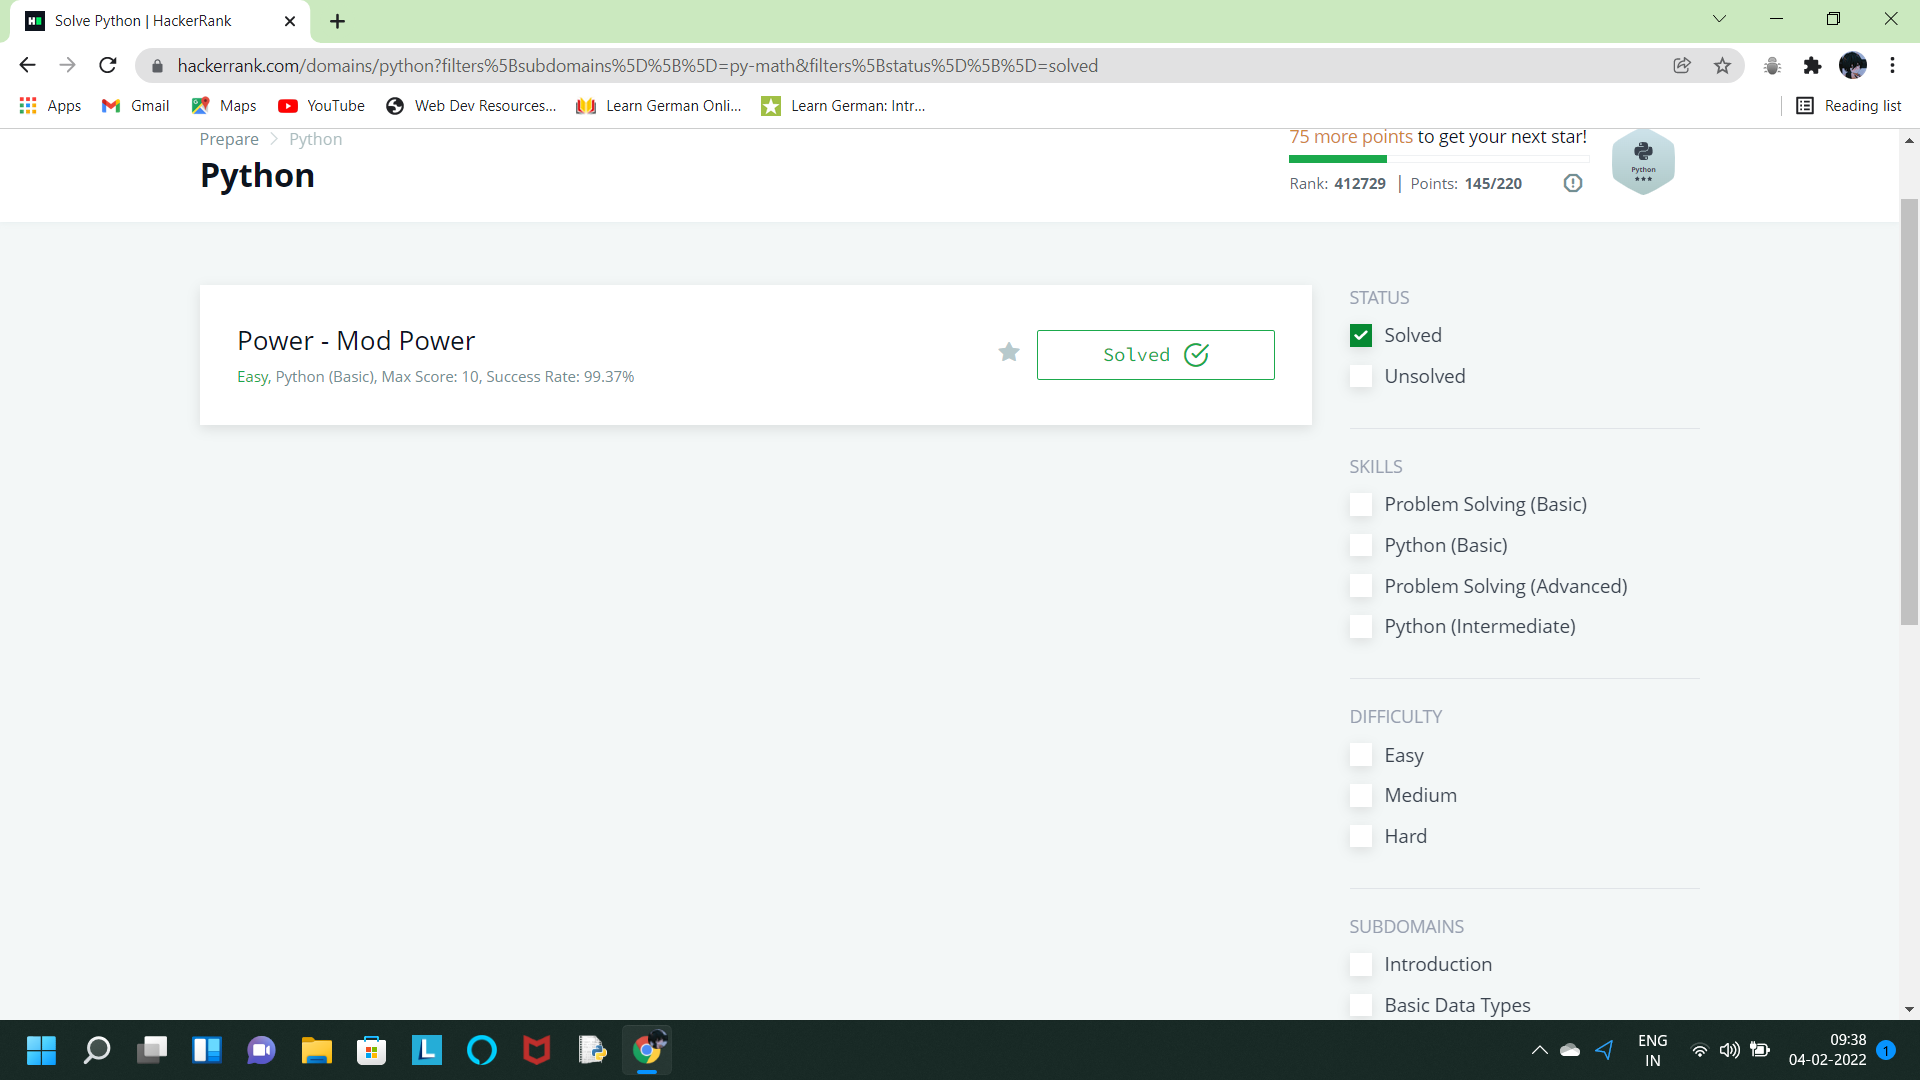 Solve Python | HackerRank
hackerrank.com/domains/python?filters%5Bsubdomains%5D%5B%5D=py-math&filters%5Bstatus%5D%5B%5D=solved
Apps Gmail Maps YouTube Web Dev Resources... Learn German Onli... Learn German: Intr... Reading list
Prepare Python
Python
75 more points to get your next star!
Rank: 412729 | Points: 145/220
Python
Power - Mod Power
Easy, Python (Basic), Max Score: 10, Success Rate: 99.37%
Solved
STATUS
Solved
Unsolved
SKILLS
Problem Solving (Basic)
Python (Basic)
Problem Solving (Advanced)
Python (Intermediate)
DIFFICULTY
Easy
Medium
Hard
SUBDOMAINS
Introduction
Basic Data Types
ENG
IN
09:38
04-02-2022
1